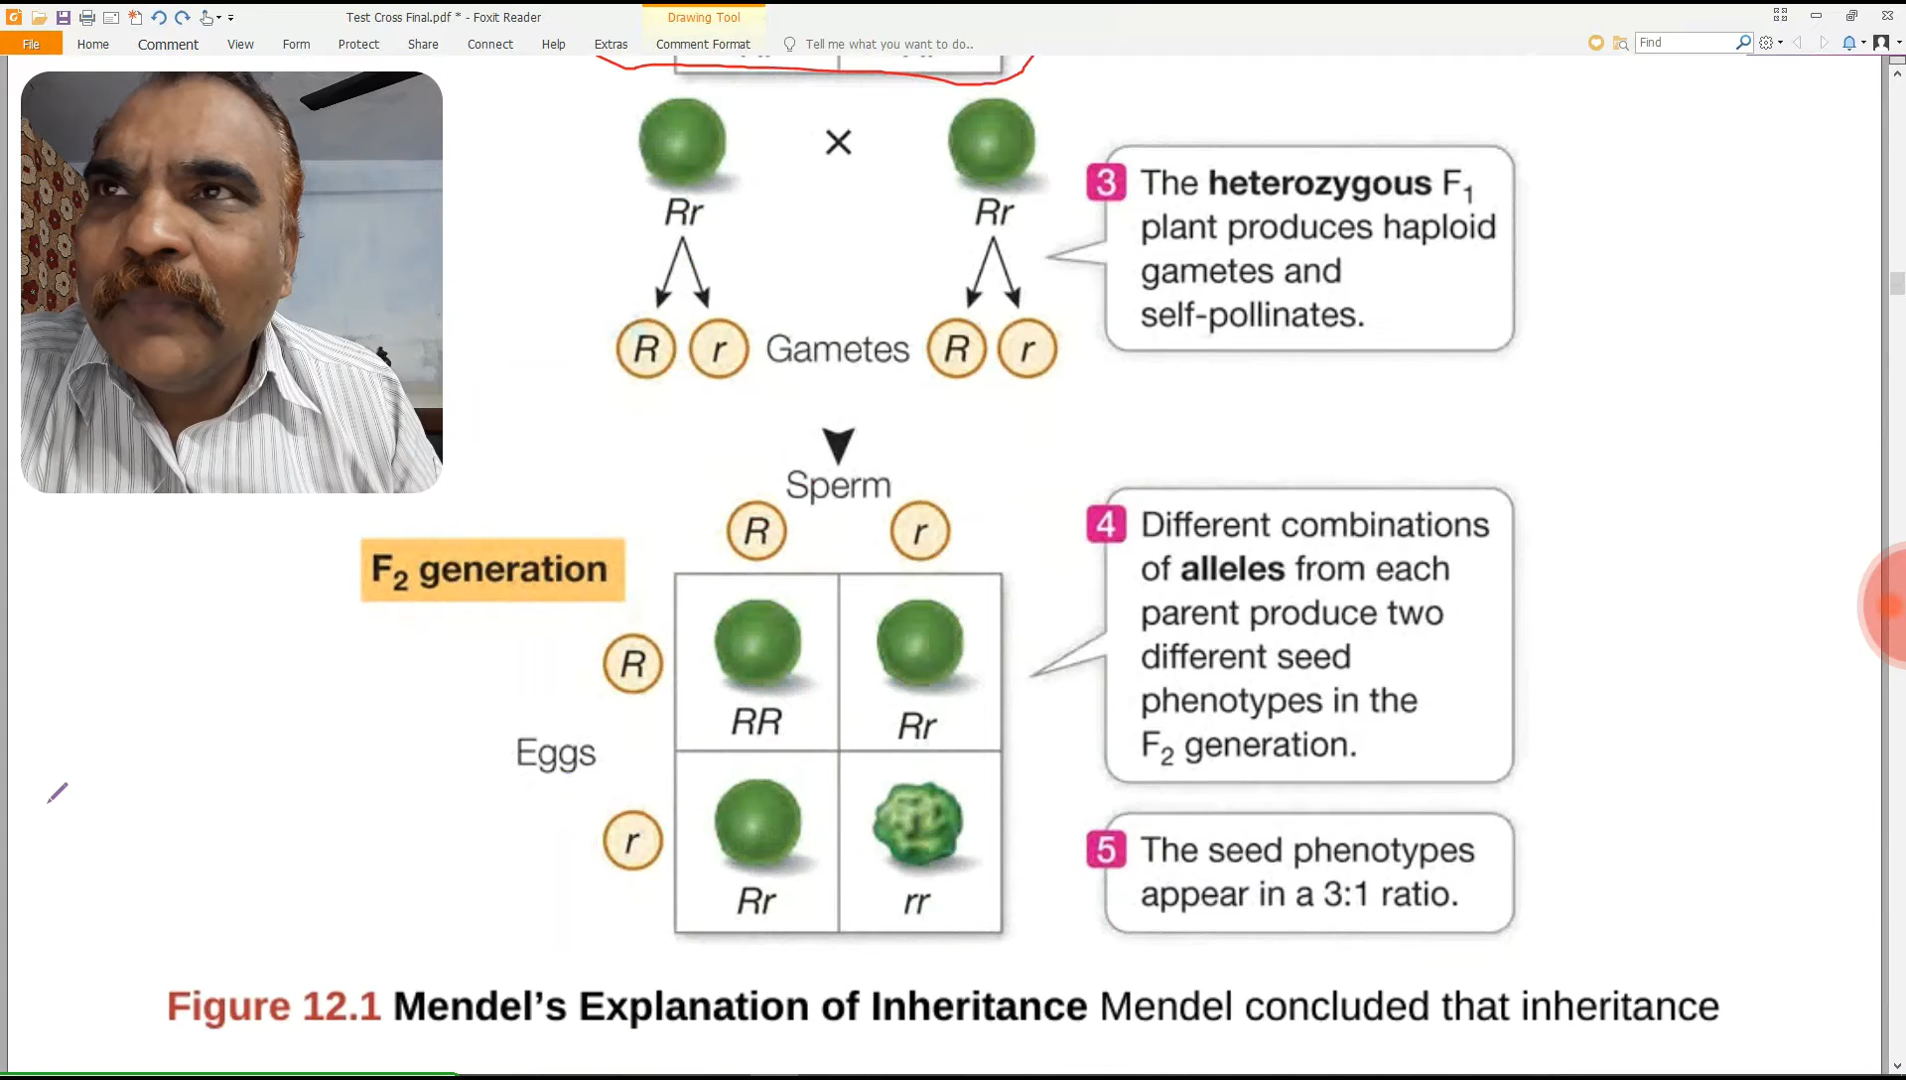 Test Cross Final.pdf * - Foxit Reader
Drawing Tool
File
Home
Comment
View
Form
Protect
Share
Connect
Help
Extras
Comment Format
Tell me what you want to do..
Find
×
Rr
Rr
R
r
Gametes
R
r
3 The heterozygous F₁
plant produces haploid
gametes and
self-pollinates.
Sperm
R
r
F₂ generation
R
RR
Rr
Eggs
r
Rr
rr
4 Different combinations
of alleles from each
parent produce two
different seed
phenotypes in the
F₂ generation.
5 The seed phenotypes
appear in a 3:1 ratio.
Figure 12.1 Mendel’s Explanation of Inheritance Mendel concluded that inheritance